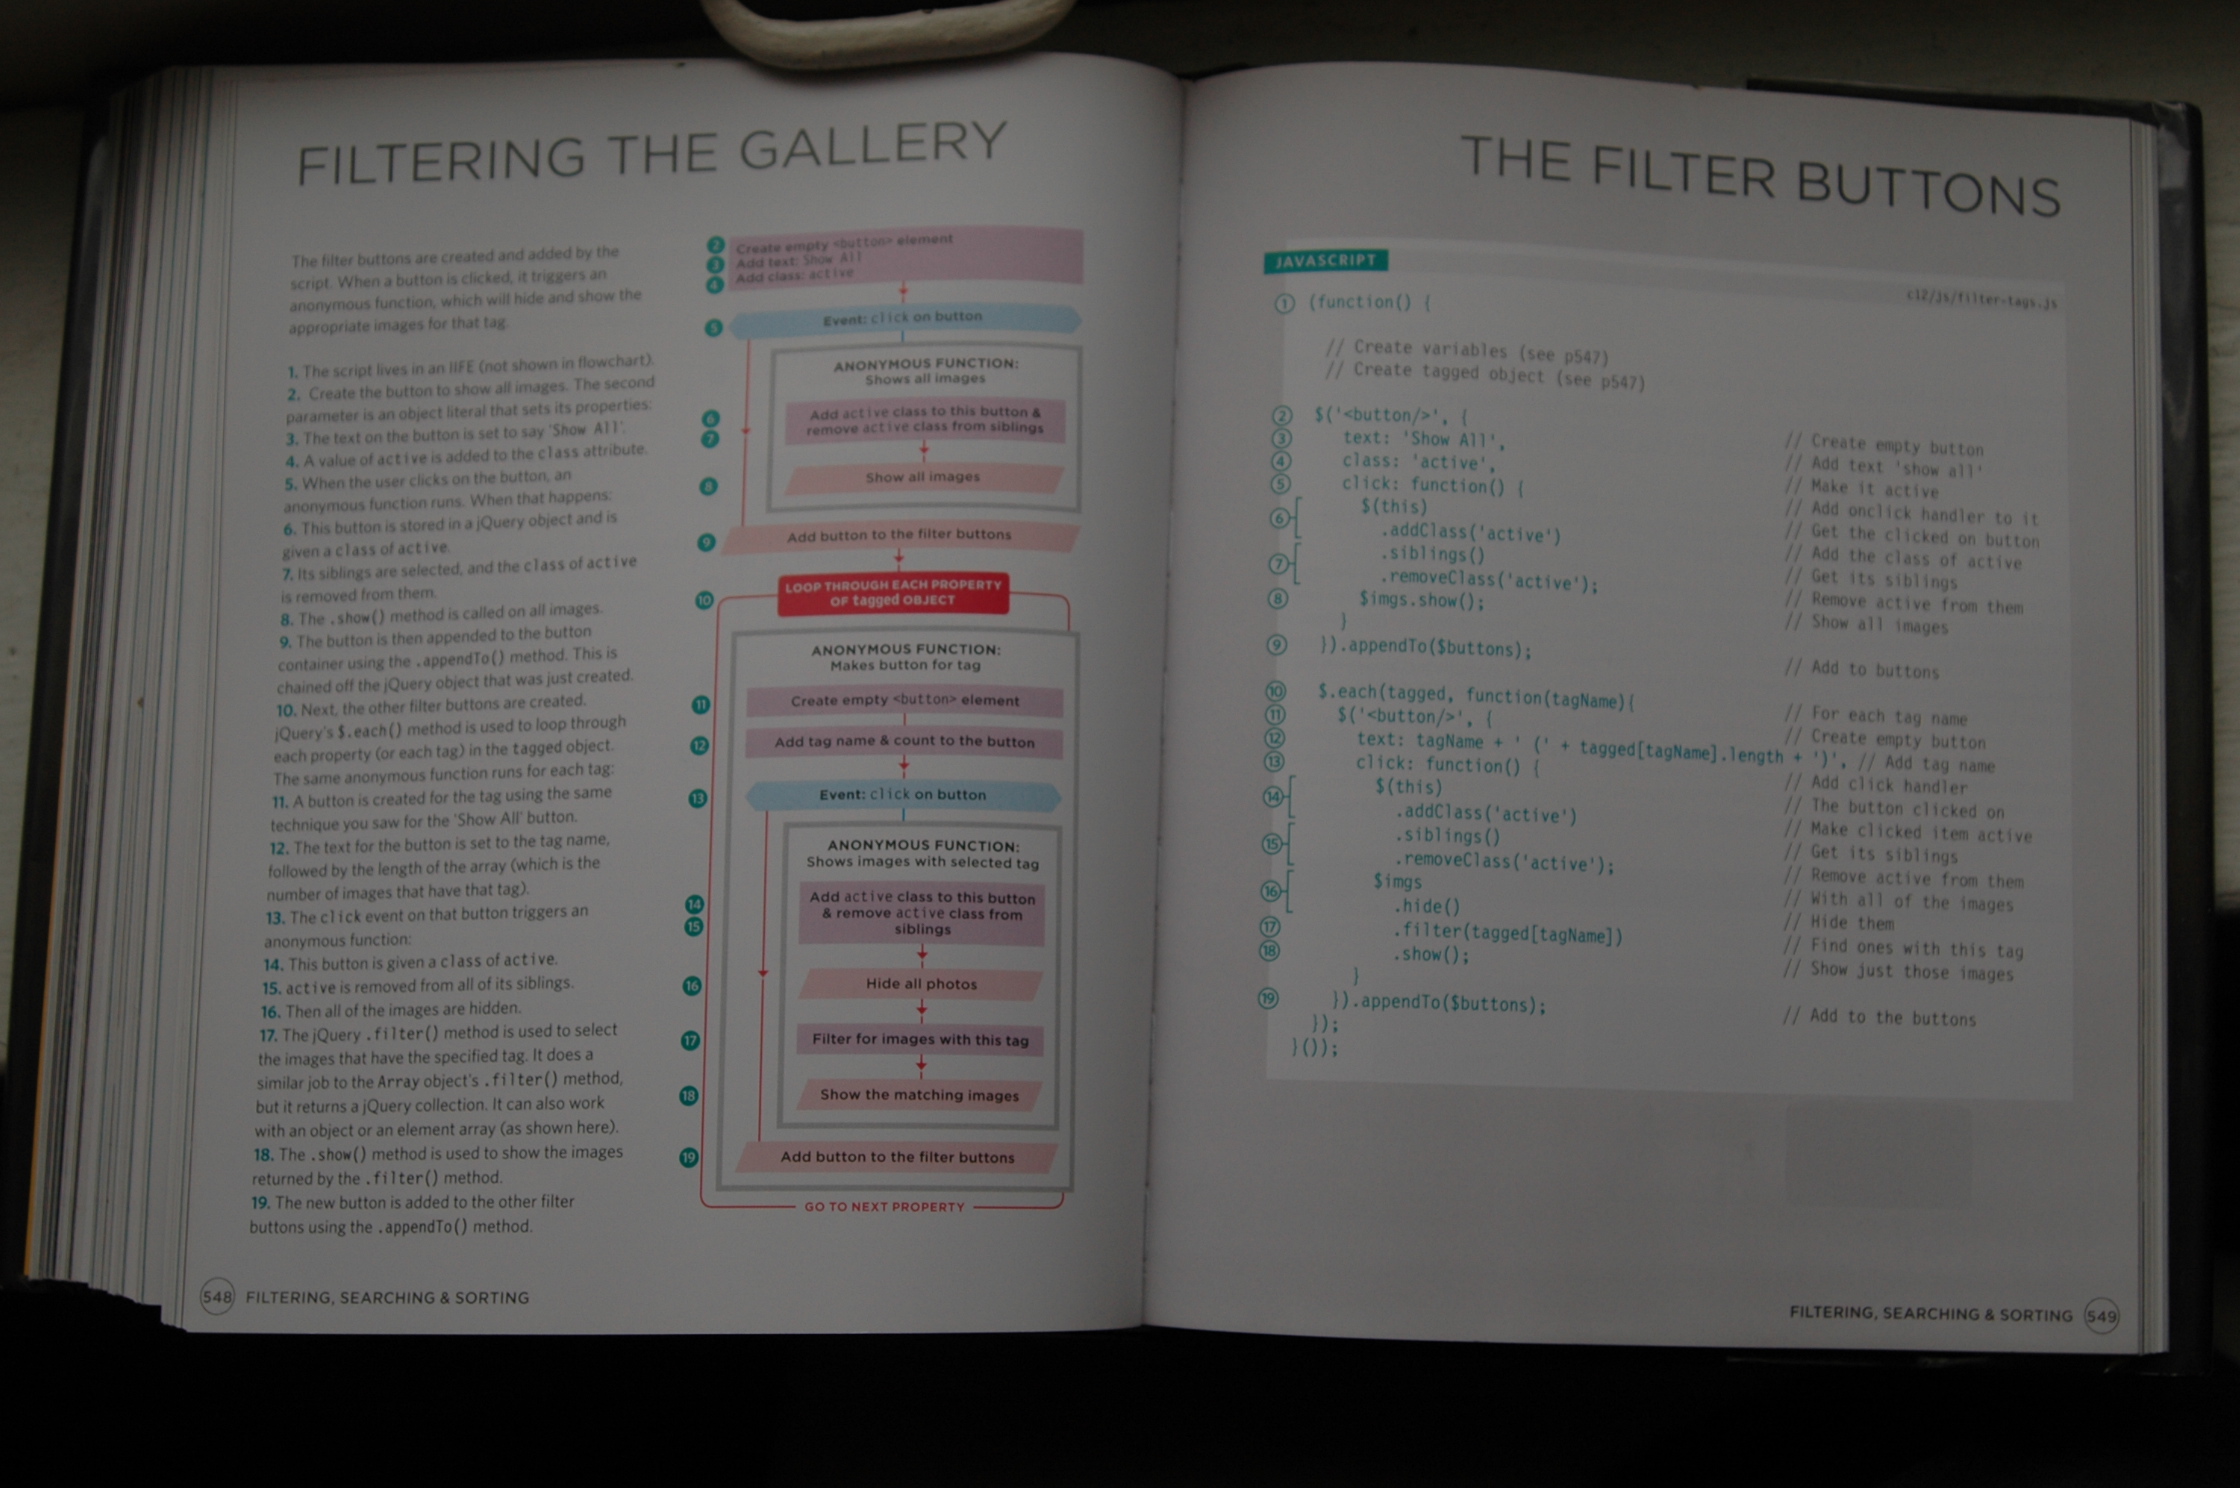 FILTERING THE GALLERY
The filter buttons are created and added by the
script. When a button is clicked, it triggers an
anonymous function, which will hide and show the
appropriate images for that tag.
1. The script lives in an IIFE (not shown in flowchart).
2. Create the button to show all images. The second
parameter is an object literal that sets its properties:
3. The text on the button is set to say 'Show All'.
4. A value of active is added to the class attribute.
5. When the user clicks on the button, an
anonymous function runs. When that happens:
6. This button is stored in a jQuery object and is
given a class of active.
7. Its siblings are selected, and the class of active
is removed from them.
8. The .show() method is called on all images.
9. The button is then appended to the button
container using the .appendTo() method. This is
chained off the jQuery object that was just created.
10. Next, the other filter buttons are created.
jQuery's $.each() method is used to loop through
each property (or each tag) in the tagged object.
The same anonymous function runs for each tag:
11. A button is created for the tag using the same
technique you saw for the 'Show All' button.
12. The text for the button is set to the tag name,
followed by the length of the array (which is the
number of images that have that tag).
13. The click event on that button triggers an
anonymous function:
14. This button is given a class of active.
15. active is removed from all of its siblings.
16. Then all of the images are hidden.
17. The jQuery .filter() method is used to select
the images that have the specified tag. It does a
similar job to the Array object's .filter() method,
but it returns a jQuery collection. It can also work
with an object or an element array (as shown here).
18. The .show() method is used to show the images
returned by the .filter() method.
19. The new button is added to the other filter
buttons using the .appendTo() method.
2 Create empty <button> element
3 Add text: Show All
4 Add class: active
5 Event: click on button
ANONYMOUS FUNCTION:
Shows all images
6 Add active class to this button &
7 remove active class from siblings
8 Show all images
9 Add button to the filter buttons
10 LOOP THROUGH EACH PROPERTY
OF tagged OBJECT
ANONYMOUS FUNCTION:
Makes button for tag
11 Create empty <button> element
12 Add tag name & count to the button
13 Event: click on button
ANONYMOUS FUNCTION:
Shows images with selected tag
14 Add active class to this button
15 & remove active class from
siblings
16 Hide all photos
17 Filter for images with this tag
18 Show the matching images
19 Add button to the filter buttons
GO TO NEXT PROPERTY
548 FILTERING, SEARCHING & SORTING
THE FILTER BUTTONS
JAVASCRIPT
c12/js/filter-tags.js
1 (function() {
// Create variables (see p547)
// Create tagged object (see p547)
2 $('<button/>', { // Create empty button
3 text: 'Show All', // Add text 'show all'
4 class: 'active', // Make it active
5 click: function() { // Add onclick handler to it
6 $(this) // Get the clicked on button
.addClass('active') // Add the class of active
7 .siblings() // Get its siblings
.removeClass('active'); // Remove active from them
8 $imgs.show(); // Show all images
}
9 }).appendTo($buttons); // Add to buttons
10 $.each(tagged, function(tagName){ // For each tag name
11 $('<button/>', { // Create empty button
12 text: tagName + ' (' + tagged[tagName].length + ')', // Add tag name
13 click: function() { // Add click handler
14 $(this) // The button clicked on
.addClass('active') // Make clicked item active
15 .siblings() // Get its siblings
.removeClass('active'); // Remove active from them
16 $imgs // With all of the images
.hide() // Hide them
17 .filter(tagged[tagName]) // Find ones with this tag
18 .show(); // Show just those images
}
19 }).appendTo($buttons); // Add to the buttons
});
}());
FILTERING, SEARCHING & SORTING 549